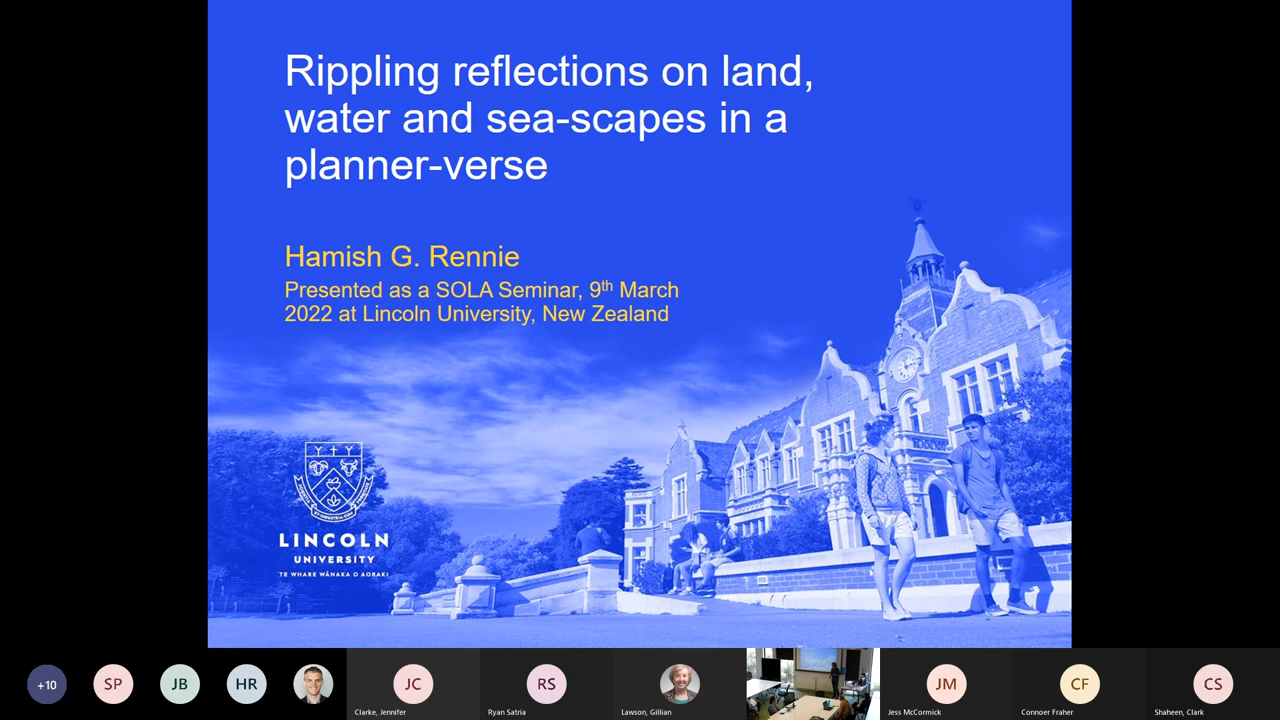 Rippling reflections on land,
water and sea-scapes in a
planner-verse
Hamish G. Rennie
Presented as a SOLA Seminar, 9th March
2022 at Lincoln University, New Zealand
LINCOLN
UNIVERSITY
TE WHARE WĀNAKA O AORAKI
+10
SP
JB
HR
JC
RS
JM
CF
CS
Clarke, Jennifer
Ryan Satria
Lawson, Gillian
Jess McCormick
Connoer Fraher
Shaheen, Clark